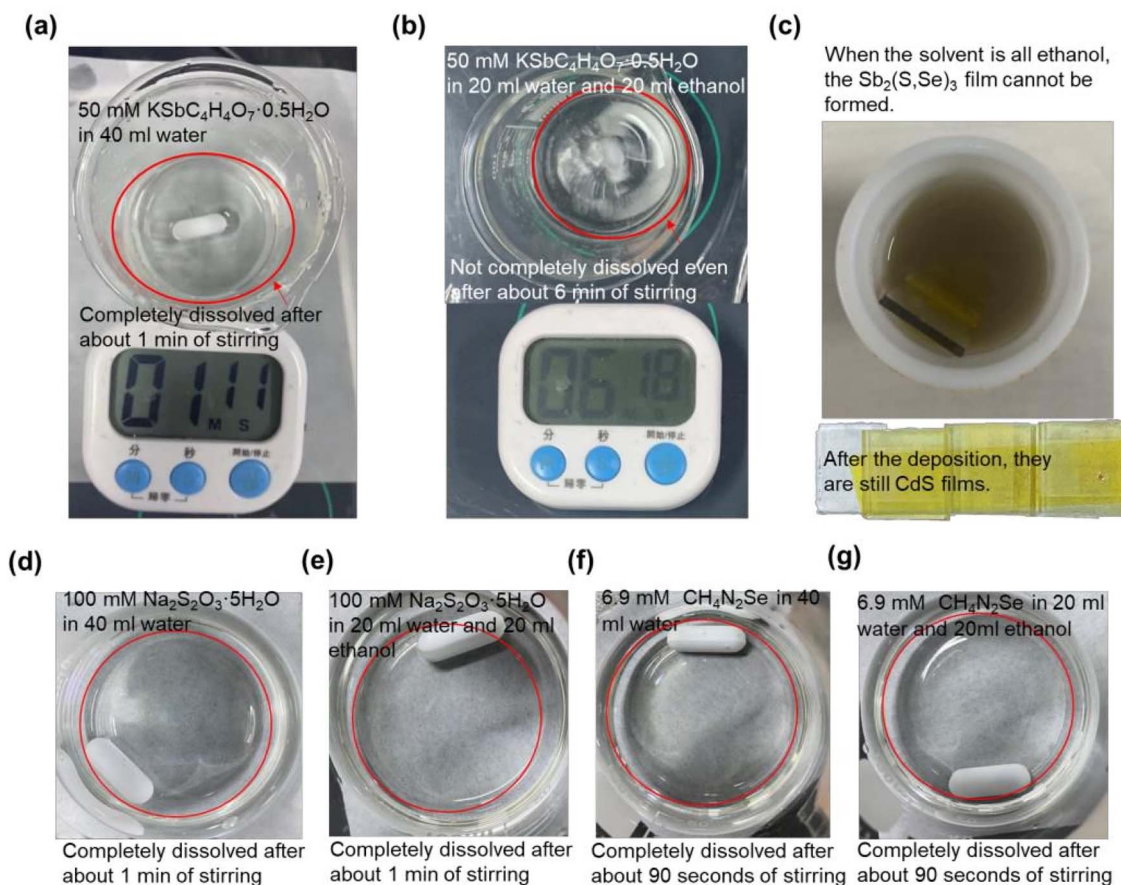 (a)
50 mM KSbC₄H₄O₇·0.5H₂O
in 40 ml water
Completely dissolved after
about 1 min of stirring
01 11
M S
分 秒 開始/停止
歸零
(b)
50 mM KSbC₄H₄O₇·0.5H₂O
in 20 ml water and 20 ml ethanol
Not completely dissolved even
after about 6 min of stirring
06 18
M S
分 秒 開始/停止
歸零
(c)
When the solvent is all ethanol,
the Sb₂(S,Se)₃ film cannot be
formed.
After the deposition, they
are still CdS films.
(d)
100 mM Na₂S₂O₃·5H₂O
in 40 ml water
Completely dissolved after
about 1 min of stirring
(e)
100 mM Na₂S₂O₃·5H₂O
in 20 ml water and 20 ml
ethanol
Completely dissolved after
about 1 min of stirring
(f)
6.9 mM CH₄N₂Se in 40
ml water
Completely dissolved after
about 90 seconds of stirring
(g)
6.9 mM CH₄N₂Se in 20 ml
water and 20ml ethanol
Completely dissolved after
about 90 seconds of stirring